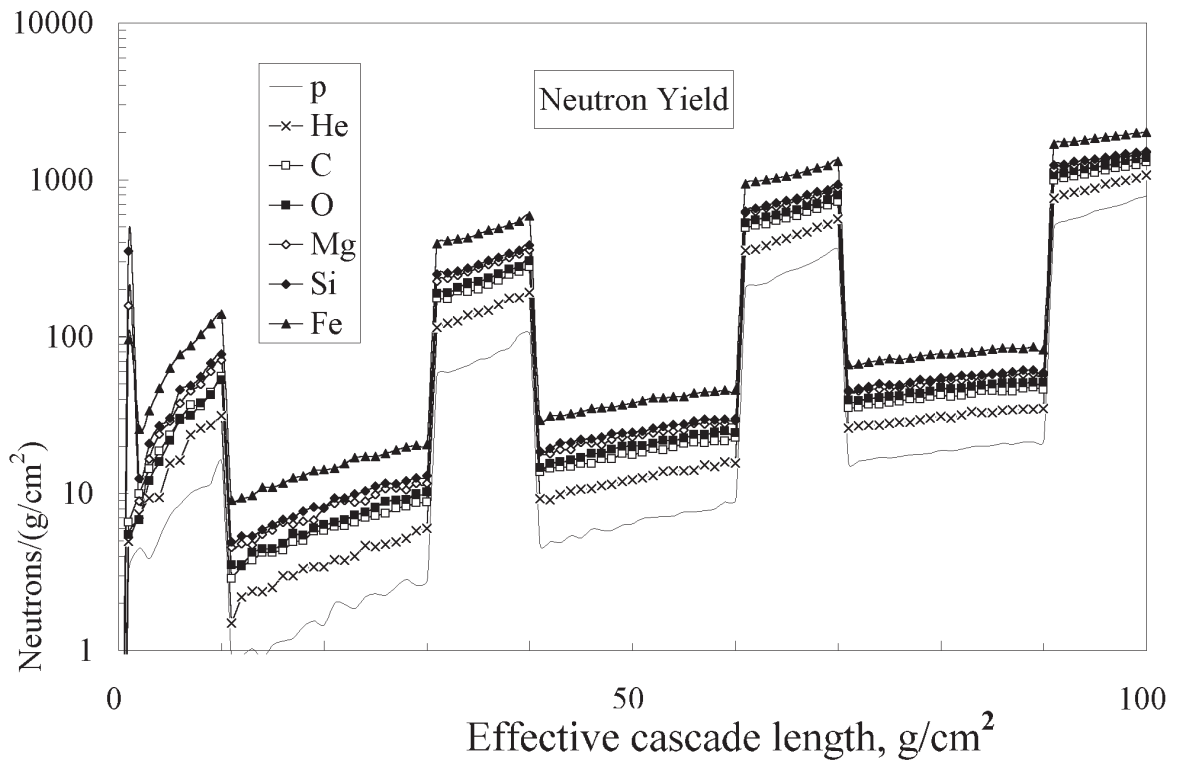 10000
1000
100
10
1
Neutrons/(g/cm²)
p
He
C
O
Mg
Si
Fe
Neutron Yield
0 50 100
Effective cascade length, g/cm²